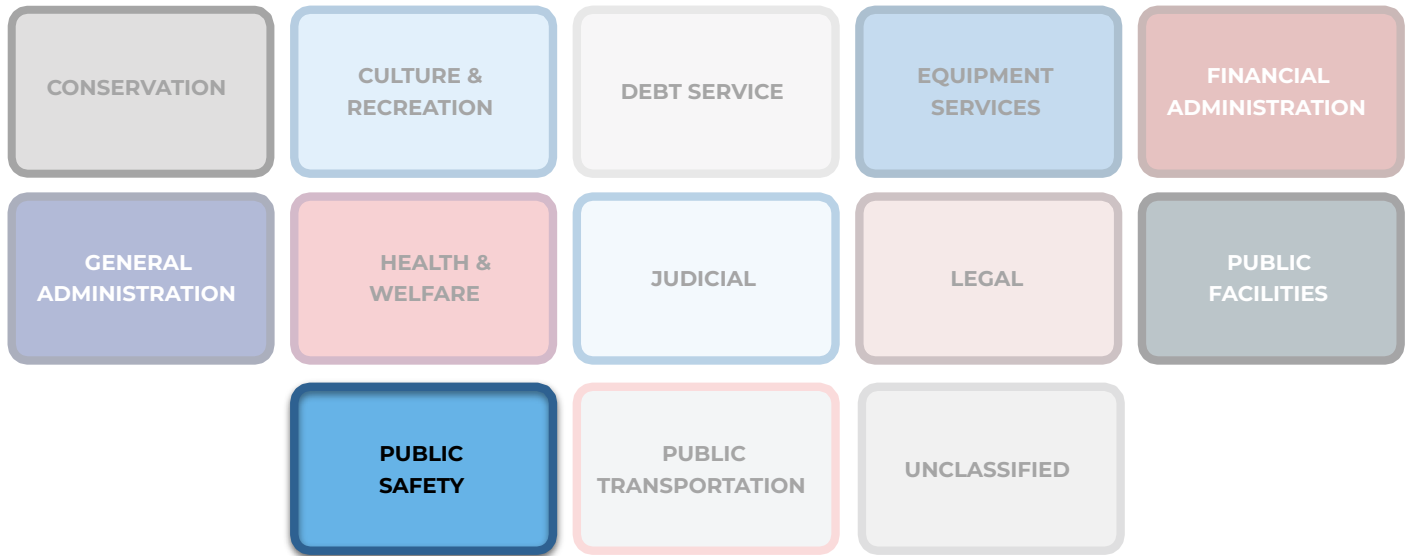 CONSERVATION
CULTURE &
RECREATION
DEBT SERVICE
EQUIPMENT
SERVICES
FINANCIAL
ADMINISTRATION
GENERAL
ADMINISTRATION
HEALTH &
WELFARE
JUDICIAL
LEGAL
PUBLIC
FACILITIES
PUBLIC
SAFETY
PUBLIC
TRANSPORTATION
UNCLASSIFIED